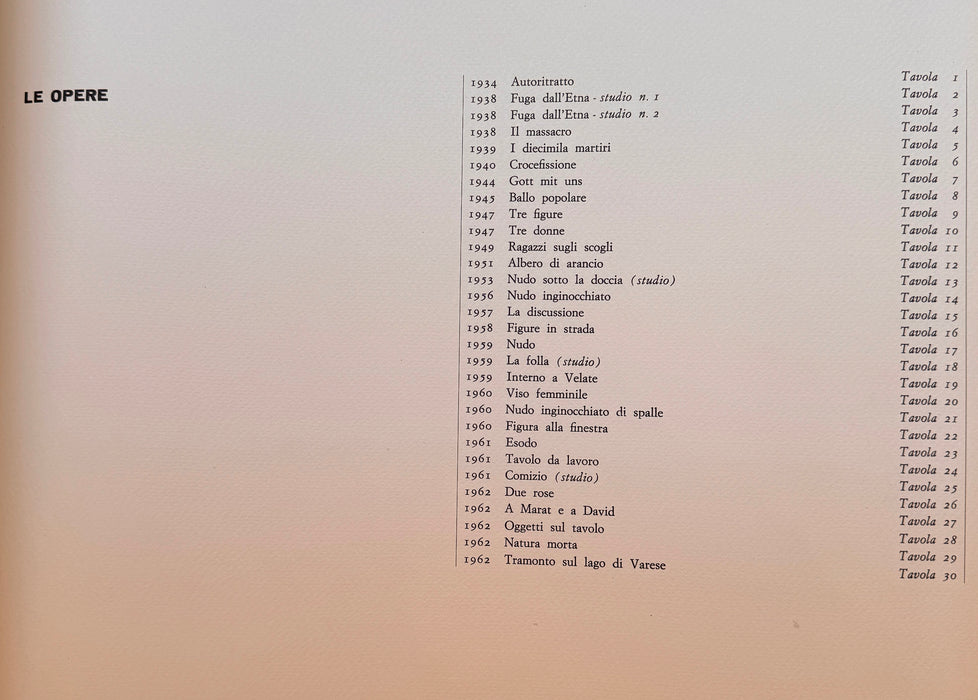 LE OPERE
1934 Autoritratto Tavola 1
1938 Fuga dall'Etna - studio n. 1 Tavola 2
1938 Fuga dall'Etna - studio n. 2 Tavola 3
1938 Il massacro Tavola 4
1939 I diecimila martiri Tavola 5
1940 Crocefissione Tavola 6
1944 Gott mit uns Tavola 7
1945 Ballo popolare Tavola 8
1947 Tre figure Tavola 9
1947 Tre donne Tavola 10
1949 Ragazzi sugli scogli Tavola 11
1951 Albero di arancio Tavola 12
1953 Nudo sotto la doccia (studio) Tavola 13
1956 Nudo inginocchiato Tavola 14
1957 La discussione Tavola 15
1958 Figure in strada Tavola 16
1959 Nudo Tavola 17
1959 La folla (studio) Tavola 18
1959 Interno a Velate Tavola 19
1960 Viso femminile Tavola 20
1960 Nudo inginocchiato di spalle Tavola 21
1960 Figura alla finestra Tavola 22
1961 Esodo Tavola 23
1961 Tavolo da lavoro Tavola 24
1961 Comizio (studio) Tavola 25
1962 Due rose Tavola 26
1962 A Marat e a David Tavola 27
1962 Oggetti sul tavolo Tavola 28
1962 Natura morta Tavola 29
1962 Tramonto sul lago di Varese Tavola 30